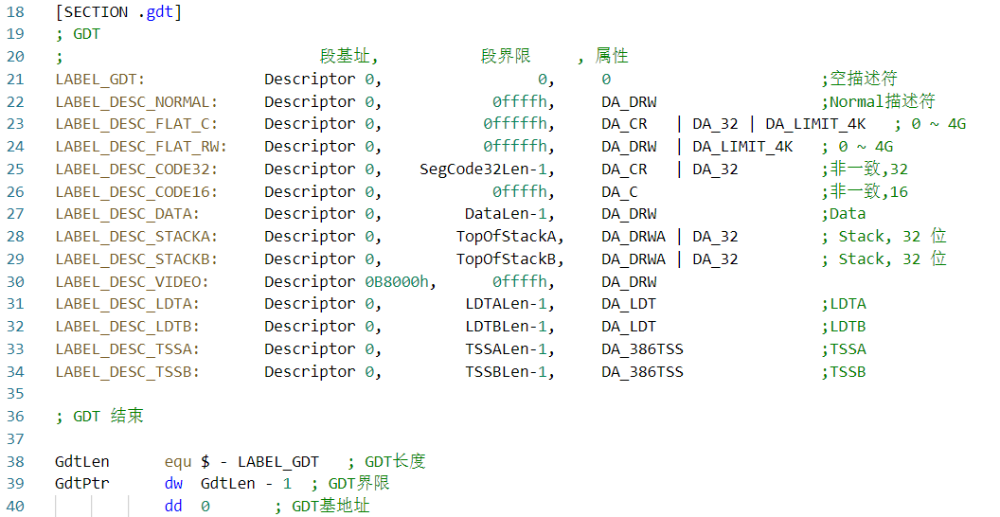 18 [SECTION .gdt]
19 ; GDT
20 ; 段基址, 段界限 , 属性
21 LABEL_GDT: Descriptor 0, 0, 0 ;空描述符
22 LABEL_DESC_NORMAL: Descriptor 0, 0ffffh, DA_DRW ;Normal描述符
23 LABEL_DESC_FLAT_C: Descriptor 0, 0fffffh, DA_CR | DA_32 | DA_LIMIT_4K ; 0 ~ 4G
24 LABEL_DESC_FLAT_RW: Descriptor 0, 0fffffh, DA_DRW | DA_LIMIT_4K ; 0 ~ 4G
25 LABEL_DESC_CODE32: Descriptor 0, SegCode32Len-1, DA_CR | DA_32 ;非一致,32
26 LABEL_DESC_CODE16: Descriptor 0, 0ffffh, DA_C ;非一致,16
27 LABEL_DESC_DATA: Descriptor 0, DataLen-1, DA_DRW ;Data
28 LABEL_DESC_STACKA: Descriptor 0, TopOfStackA, DA_DRWA | DA_32 ; Stack, 32 位
29 LABEL_DESC_STACKB: Descriptor 0, TopOfStackB, DA_DRWA | DA_32 ; Stack, 32 位
30 LABEL_DESC_VIDEO: Descriptor 0B8000h, 0ffffh, DA_DRW
31 LABEL_DESC_LDTA: Descriptor 0, LDTALen-1, DA_LDT ;LDTA
32 LABEL_DESC_LDTB: Descriptor 0, LDTBLen-1, DA_LDT ;LDTB
33 LABEL_DESC_TSSA: Descriptor 0, TSSALen-1, DA_386TSS ;TSSA
34 LABEL_DESC_TSSB: Descriptor 0, TSSBLen-1, DA_386TSS ;TSSB
35
36 ; GDT 结束
37
38 GdtLen equ $ - LABEL_GDT ; GDT长度
39 GdtPtr dw GdtLen - 1 ; GDT界限
40 dd 0 ; GDT基地址